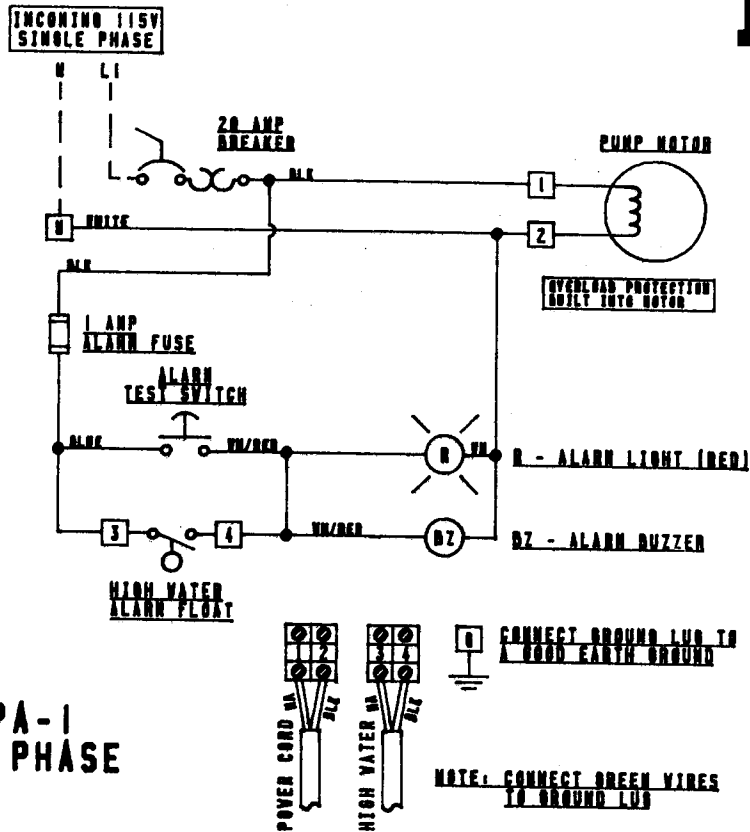 INCOMING 115V
SINGLE PHASE
N
L1
20 AMP
BREAKER
PUMP MOTOR
BLK
1
N
WHITE
2
BLK
OVERLOAD PROTECTION
BUILT INTO MOTOR
1 AMP
ALARM FUSE
ALARM
TEST SWITCH
BLUE
WH/RED
R
WH
R - ALARM LIGHT (RED)
3
4
WH/RED
BZ
BZ - ALARM BUZZER
HIGH WATER
ALARM FLOAT
1 2
3 4
G
CONNECT GROUND LUG TO
A GOOD EARTH GROUND
POWER CORD
BLK
HIGH WATER
BLK
PA-1
PHASE
NOTE: CONNECT GREEN WIRES
TO GROUND LUG